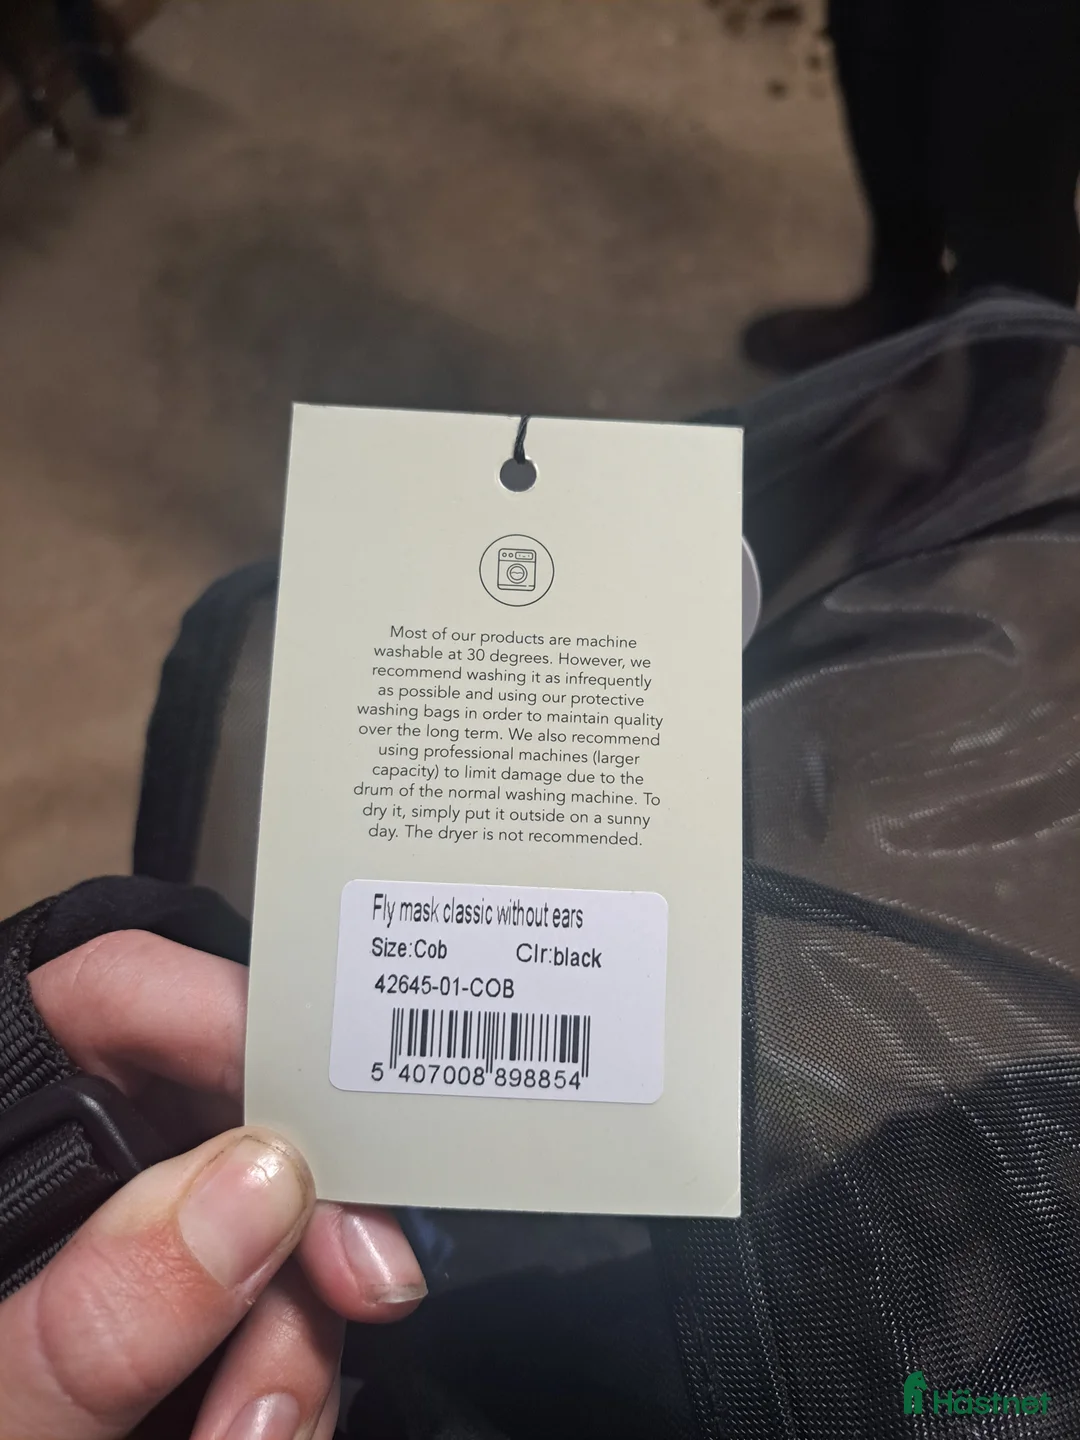 Most of our products are machine
washable at 30 degrees. However, we
recommend washing it as infrequently
as possible and using our protective
washing bags in order to maintain quality
over the long term. We also recommend
using professional machines (larger
capacity) to limit damage due to the
drum of the normal washing machine. To
dry it, simply put it outside on a sunny
day. The dryer is not recommended.
Fly mask classic without ears
Size:Cob Clr:black
42645-01-COB
5 407008 898854
Hästnet